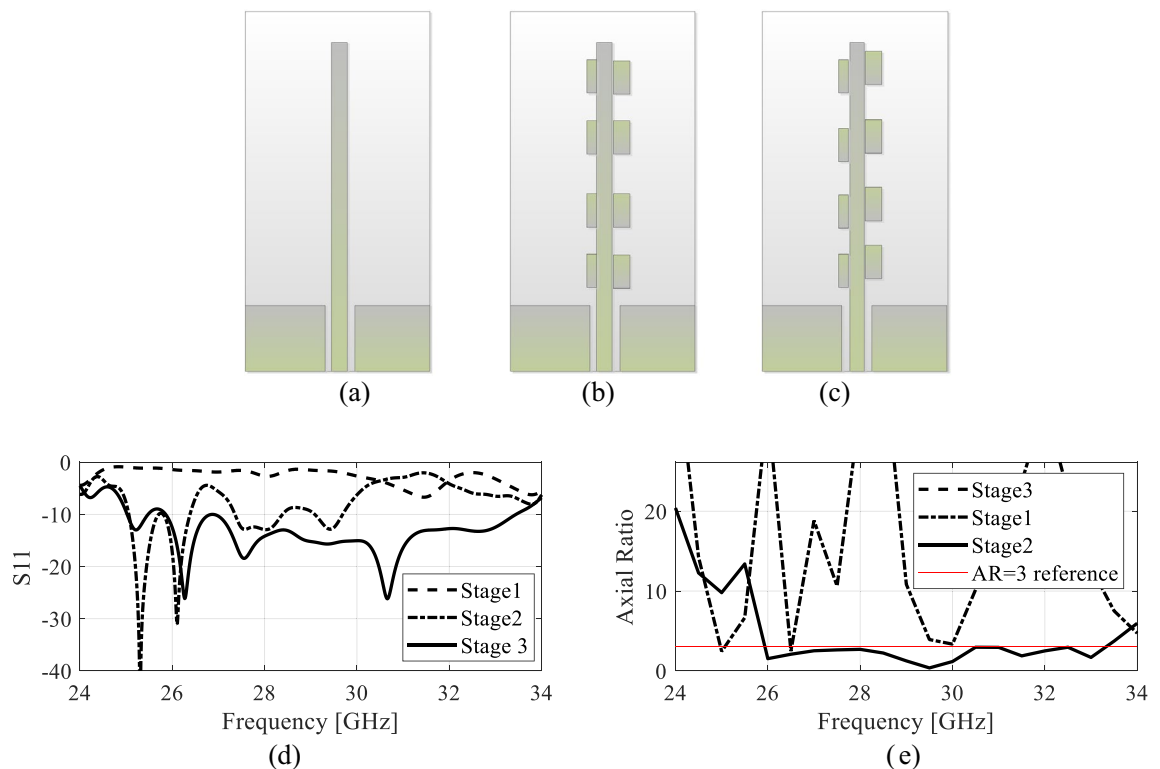 (a)
(b)
(c)
0
-10
-20
-30
-40
S11
24
26
28
30
32
34
Frequency [GHz]
Stage1
Stage2
Stage 3
(d)
20
10
0
Axial Ratio
24
26
28
30
32
34
Frequency [GHz]
Stage3
Stage1
Stage2
AR=3 reference
(e)